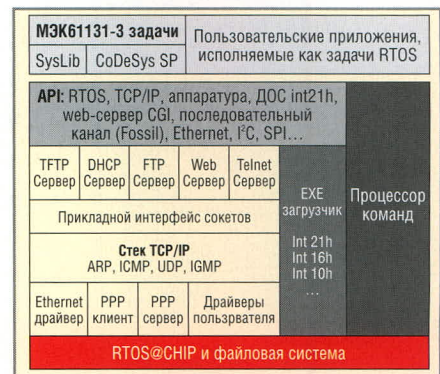 МЭК61131-3 задачи
SysLib
CoDeSys SP
Пользовательские приложения,
исполняемые как задачи RTOS
API: RTOS, TCP/IP, аппаратура, ДОС int21h,
web-сервер CGI, последовательный
канал (Fossil), Ethernet, I²C, SPI...
TFTP
Сервер
DHCP
Сервер
FTP
Сервер
Web
Сервер
Telnet
Сервер
Прикладной интерфейс сокетов
Стек TCP/IP
ARP, ICMP, UDP, IGMP
Ethernet
драйвер
PPP
клиент
PPP
сервер
Драйверы
пользрвателя
EXE
загрузчик
Int 21h
Int 16h
Int 10h
...
Процессор
команд
RTOS@CHIP и файловая система